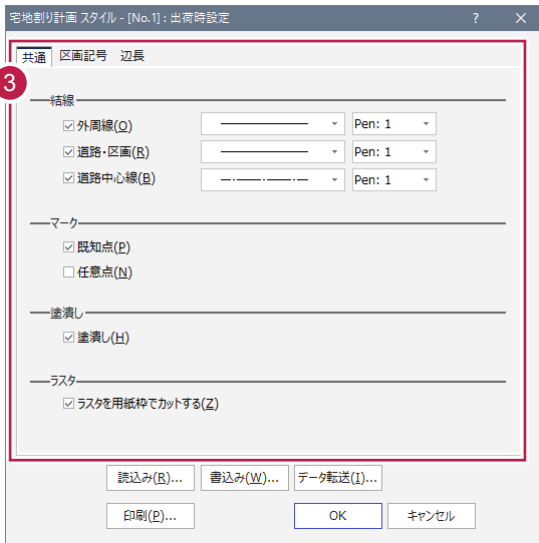 宅地割り計画 スタイル - [No.1] : 出荷時設定 ? ×
共通 区画記号 辺長
3
結線
外周線(O) Pen: 1
道路・区画(R) Pen: 1
道路中心線(B) Pen: 1
マーク
既知点(P)
任意点(N)
塗潰し
塗潰し(H)
ラスタ
ラスタを用紙枠でカットする(Z)
読込み(R)... 書込み(W)... データ転送(I)...
印刷(P)... OK キャンセル